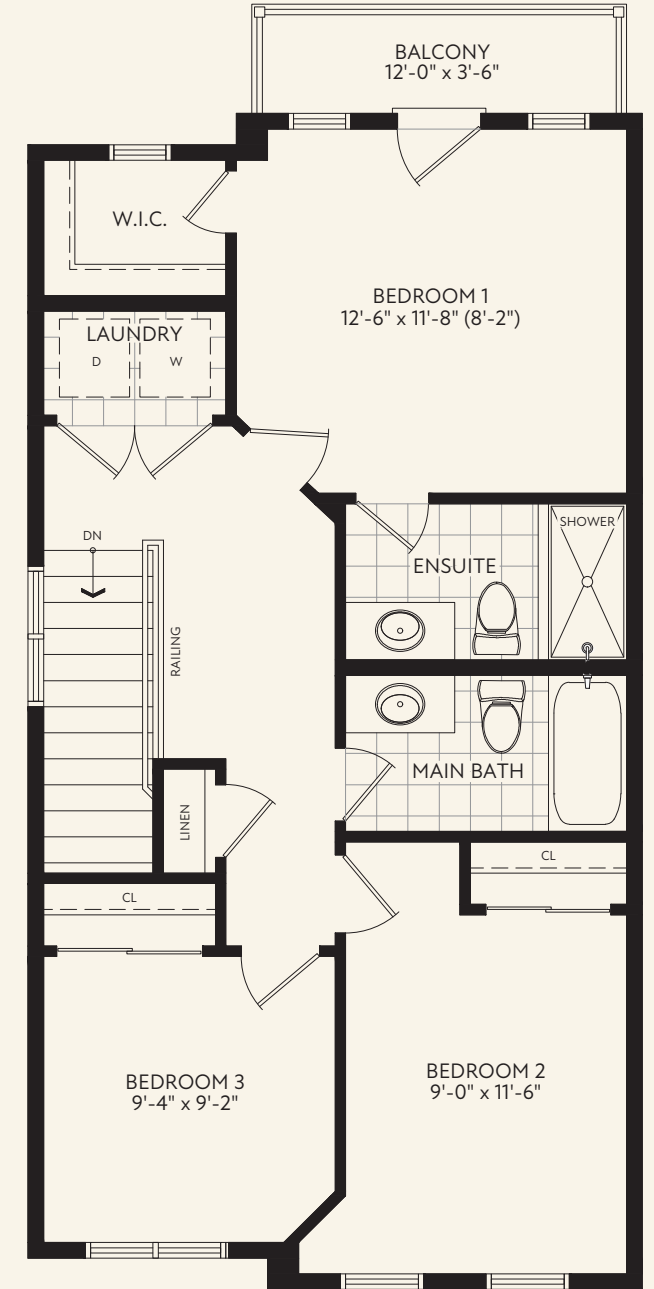 BALCONY
12'-0" x 3'-6"
W.I.C.
BEDROOM 1
12'-6" x 11'-8" (8'-2")
LAUNDRY
D
W
DN
SHOWER
ENSUITE
RAILING
MAIN BATH
LINEN
CL
CL
BEDROOM 2
9'-0" x 11'-6"
BEDROOM 3
9'-4" x 9'-2"